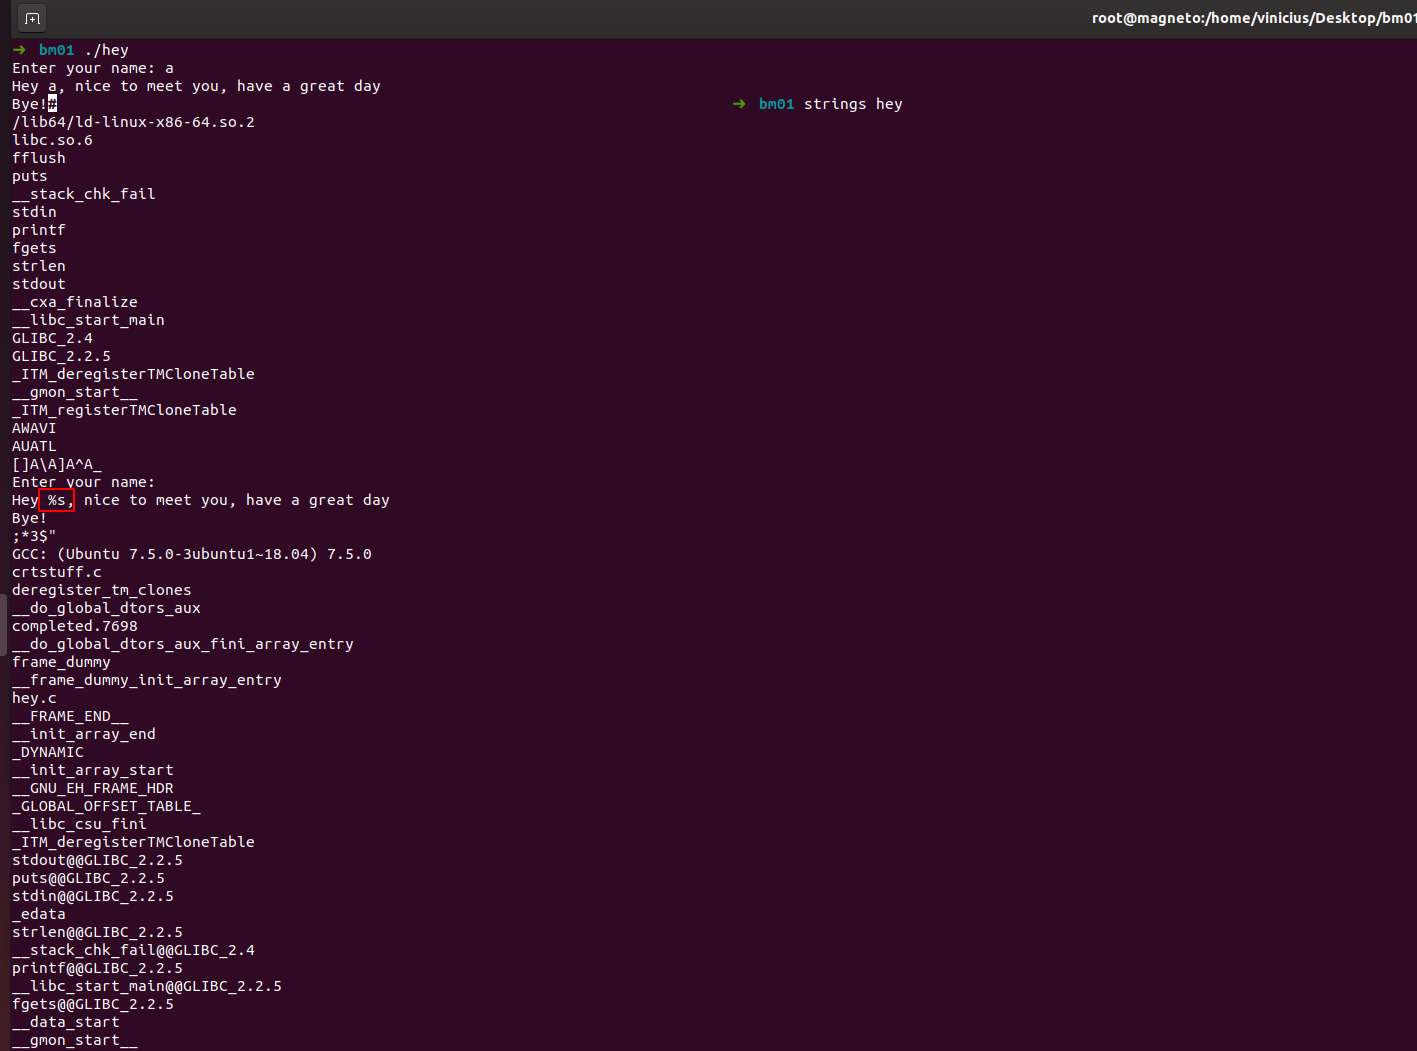 root@magneto:/home/vinicius/Desktop/bm01
➜ bm01 ./hey
Enter your name: a
Hey a, nice to meet you, have a great day
Bye!# ➜ bm01 strings hey
/lib64/ld-linux-x86-64.so.2
libc.so.6
fflush
puts
__stack_chk_fail
stdin
printf
fgets
strlen
stdout
__cxa_finalize
__libc_start_main
GLIBC_2.4
GLIBC_2.2.5
_ITM_deregisterTMCloneTable
__gmon_start__
_ITM_registerTMCloneTable
AWAVI
AUATL
[]A\A]A^A_
Enter your name:
Hey %s, nice to meet you, have a great day
Bye!
;*3$"
GCC: (Ubuntu 7.5.0-3ubuntu1~18.04) 7.5.0
crtstuff.c
deregister_tm_clones
__do_global_dtors_aux
completed.7698
__do_global_dtors_aux_fini_array_entry
frame_dummy
__frame_dummy_init_array_entry
hey.c
__FRAME_END__
__init_array_end
_DYNAMIC
__init_array_start
__GNU_EH_FRAME_HDR
_GLOBAL_OFFSET_TABLE_
__libc_csu_fini
_ITM_deregisterTMCloneTable
stdout@@GLIBC_2.2.5
puts@@GLIBC_2.2.5
stdin@@GLIBC_2.2.5
_edata
strlen@@GLIBC_2.2.5
__stack_chk_fail@@GLIBC_2.4
printf@@GLIBC_2.2.5
__libc_start_main@@GLIBC_2.2.5
fgets@@GLIBC_2.2.5
__data_start
__gmon_start__